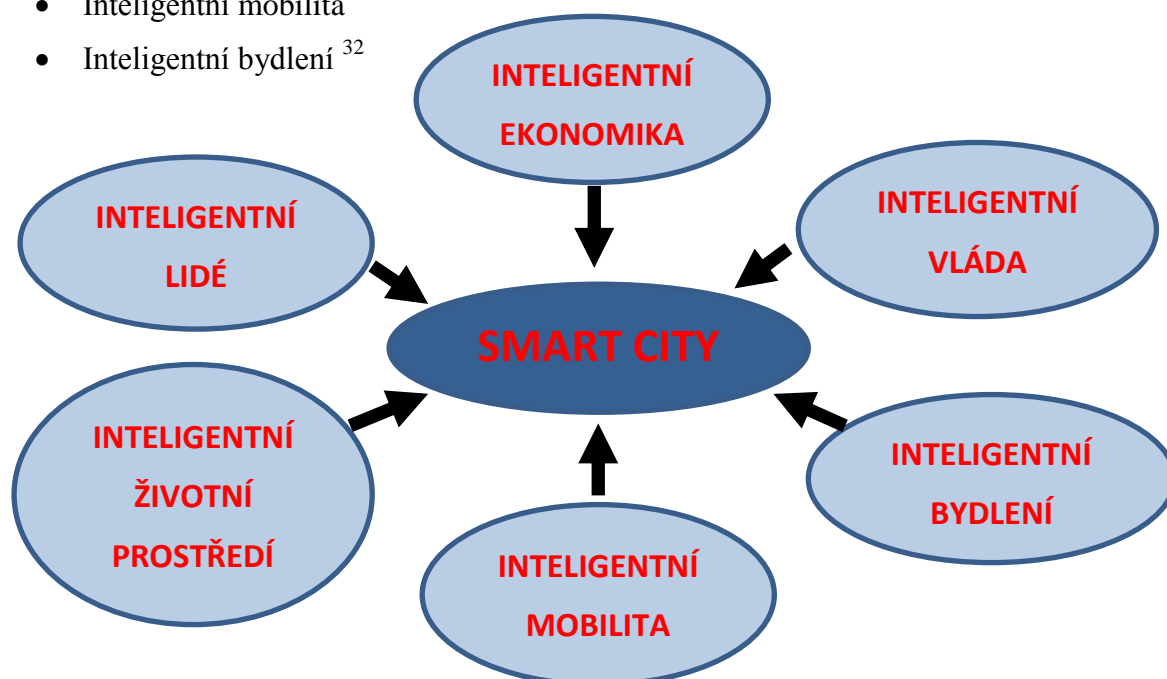 • Inteligentní mobilita
• Inteligentní bydlení 32
INTELIGENTNÍ
EKONOMIKA
INTELIGENTNÍ
LIDÉ
INTELIGENTNÍ
VLÁDA
SMART CITY
INTELIGENTNÍ
ŽIVOTNÍ
PROSTŘEDÍ
INTELIGENTNÍ
BYDLENÍ
INTELIGENTNÍ
MOBILITA